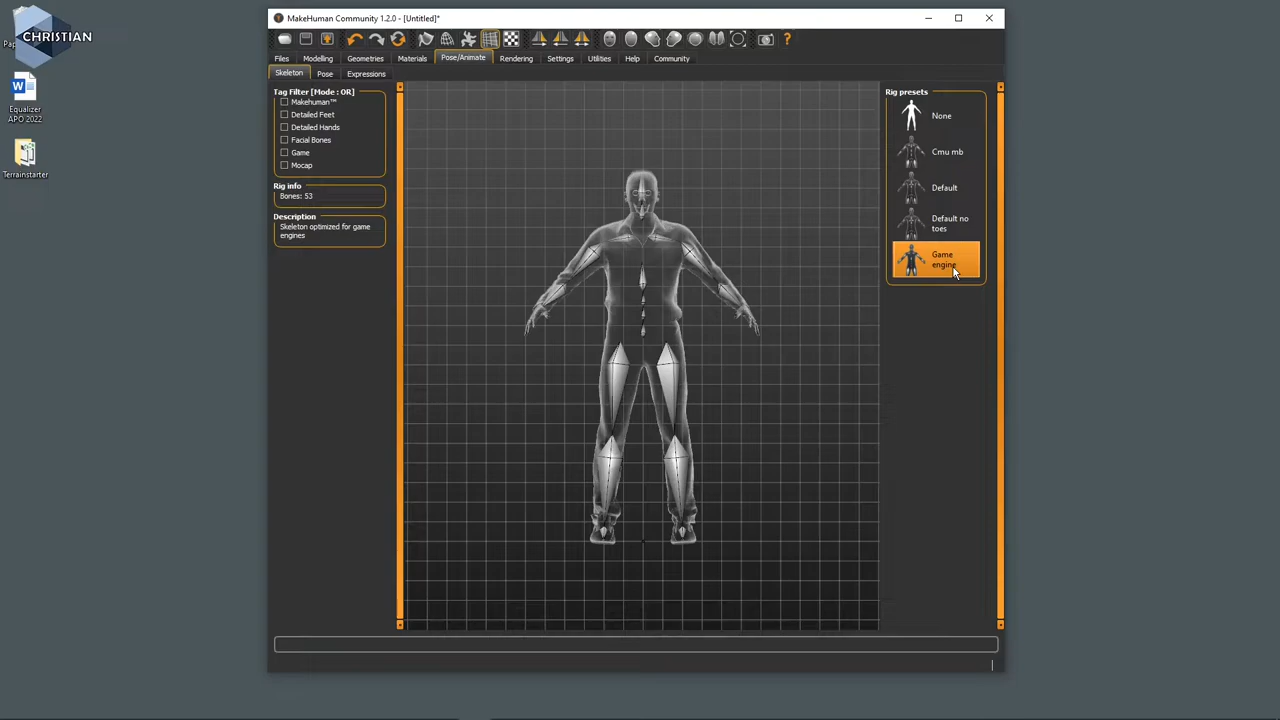 CHRISTIAN
Equalizer
APO 2022
Terrainstarter
MakeHuman Community 1.2.0 - [Untitled]*
Files Modelling Geometries Materials Pose/Animate Rendering Settings Utilities Help Community
Skeleton Pose Expressions
Tag Filter [Mode : OR]
Makehuman™
Detailed Feet
Detailed Hands
Facial Bones
Game
Mocap
Rig info
Bones: 53
Description
Skeleton optimized for game
engines
Rig presets
None
Cmu mb
Default
Default no
toes
Game
engine